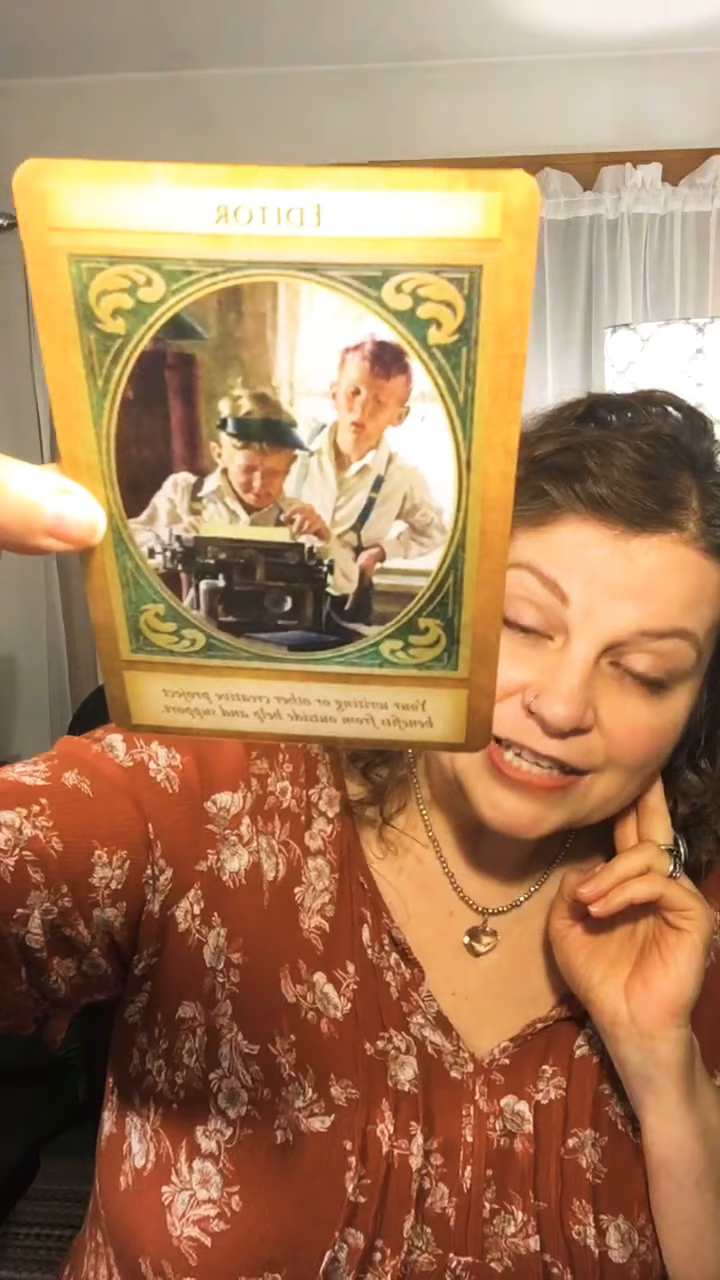 EDITOR
Your writing or other creative project
benefits from outside help and support.